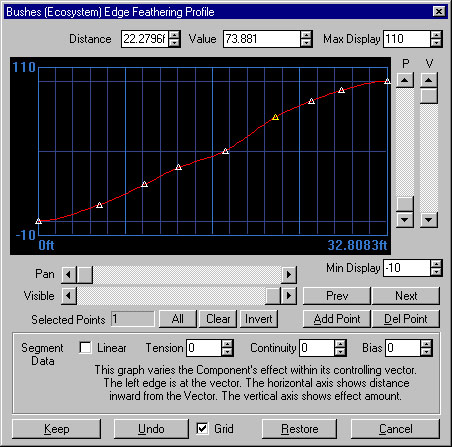 Bushes (Ecosystem) Edge Feathering Profile
Distance 22.2796f Value 73.881 Max Display 110
P V
110
-10
0ft 32.8083ft
Min Display -10
Pan
Visible
Prev Next
Selected Points 1 All Clear Invert Add Point Del Point
Segment Data Linear Tension 0 Continuity 0 Bias 0
This graph varies the Component's effect within its controlling vector.
The left edge is at the vector. The horizontal axis shows distance
inward from the Vector. The vertical axis shows effect amount.
Keep Undo Grid Restore Cancel